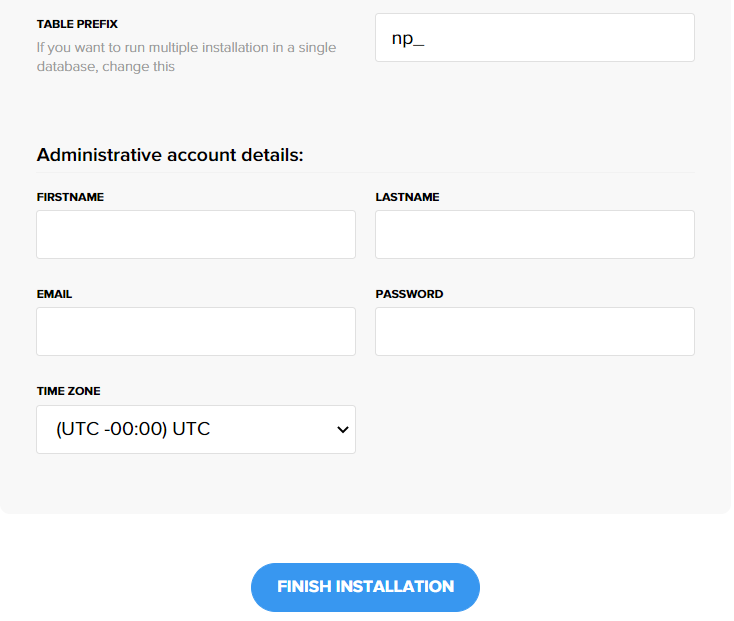 TABLE PREFIX
If you want to run multiple installation in a single
database, change this
np_
Administrative account details:
FIRSTNAME
LASTNAME
EMAIL
PASSWORD
TIME ZONE
(UTC -00:00) UTC
FINISH INSTALLATION